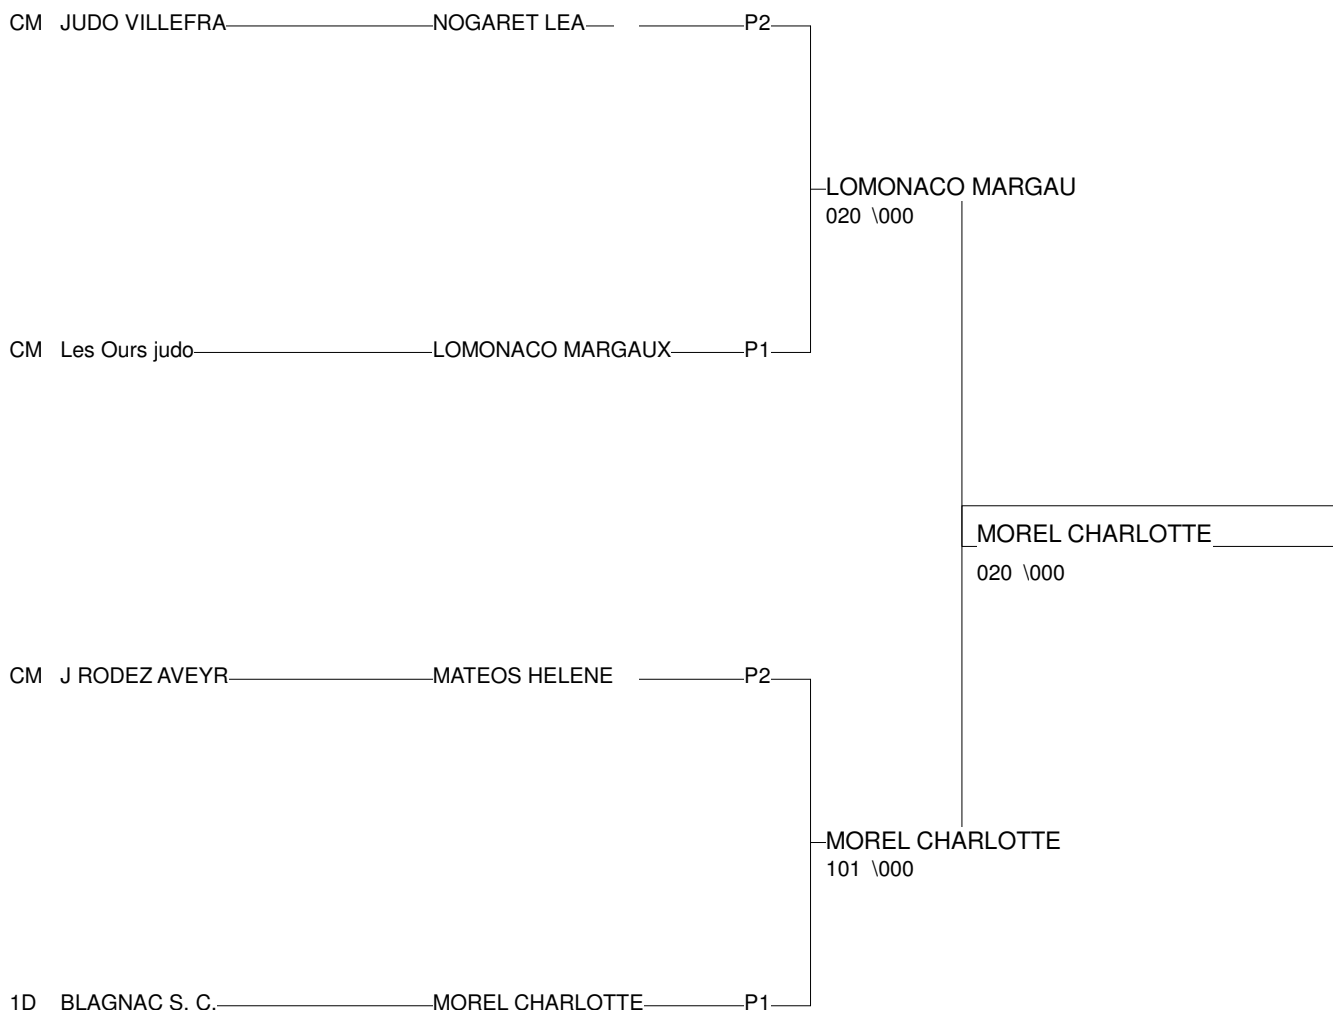 CM JUDO VILLEFRA NOGARET LEA P2
LOMONACO MARGAU
020 \000
CM Les Ours judo LOMONACO MARGAUX P1
MOREL CHARLOTTE
020 \000
CM J RODEZ AVEYR MATEOS HELENE P2
MOREL CHARLOTTE
101 \000
1D BLAGNAC S. C. MOREL CHARLOTTE P1